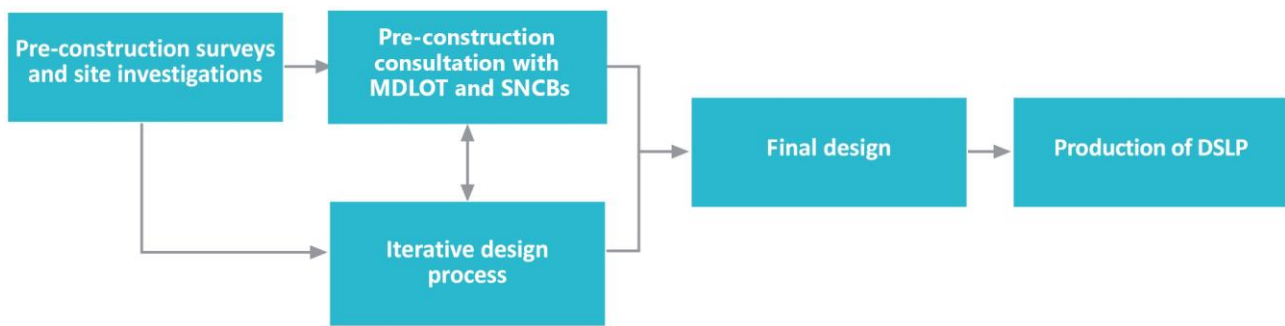 Pre-construction surveys
and site investigations
Pre-construction
consultation with
MDLOT and SNCBs
Iterative design
process
Final design
Production of DSLP